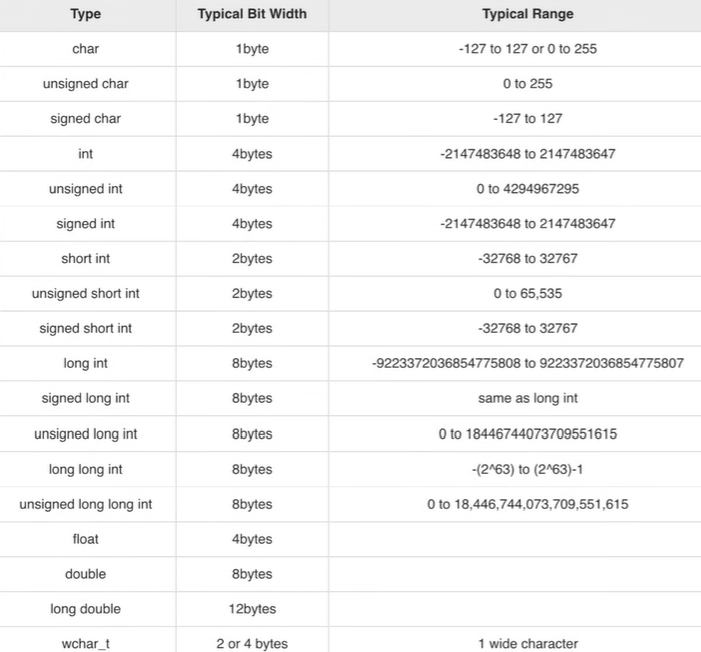 Type Typical Bit Width Typical Range
char 1byte -127 to 127 or 0 to 255
unsigned char 1byte 0 to 255
signed char 1byte -127 to 127
int 4bytes -2147483648 to 2147483647
unsigned int 4bytes 0 to 4294967295
signed int 4bytes -2147483648 to 2147483647
short int 2bytes -32768 to 32767
unsigned short int 2bytes 0 to 65,535
signed short int 2bytes -32768 to 32767
long int 8bytes -9223372036854775808 to 9223372036854775807
signed long int 8bytes same as long int
unsigned long int 8bytes 0 to 18446744073709551615
long long int 8bytes -(2^63) to (2^63)-1
unsigned long long int 8bytes 0 to 18,446,744,073,709,551,615
float 4bytes
double 8bytes
long double 12bytes
wchar_t 2 or 4 bytes 1 wide character